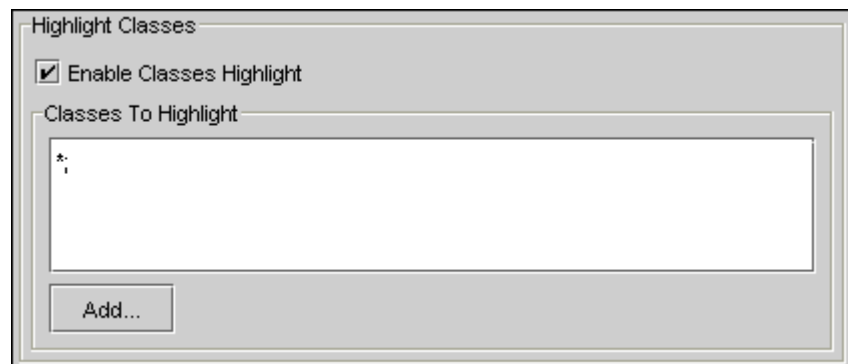 Highlight Classes
Enable Classes Highlight
Classes To Highlight
*;
Add...